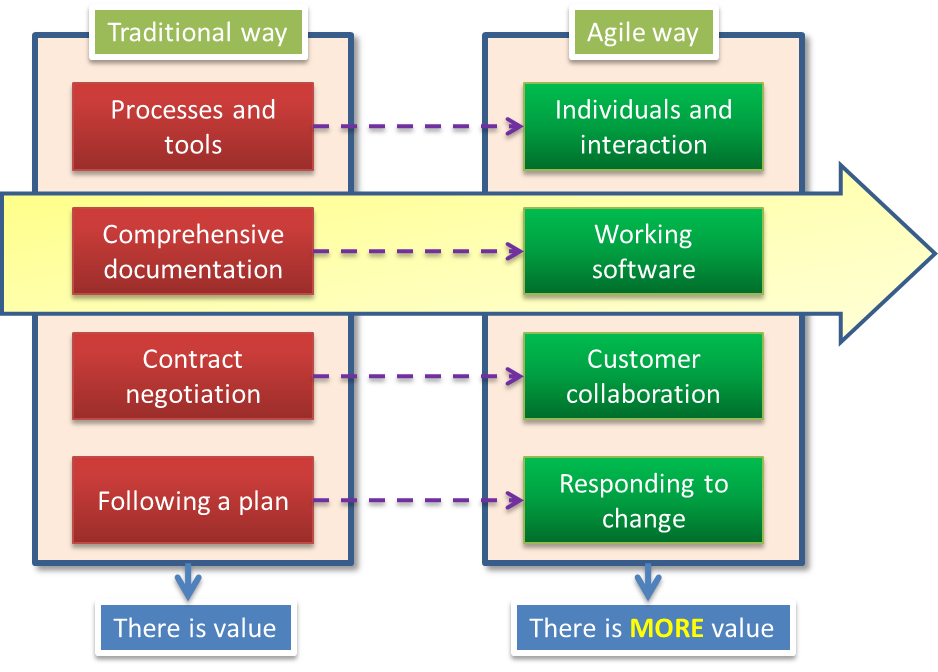 Traditional way
Agile way
Processes and
tools
Individuals and
interaction
Comprehensive
documentation
Working
software
Contract
negotiation
Customer
collaboration
Following a plan
Responding to
change
There is value
There is MORE value